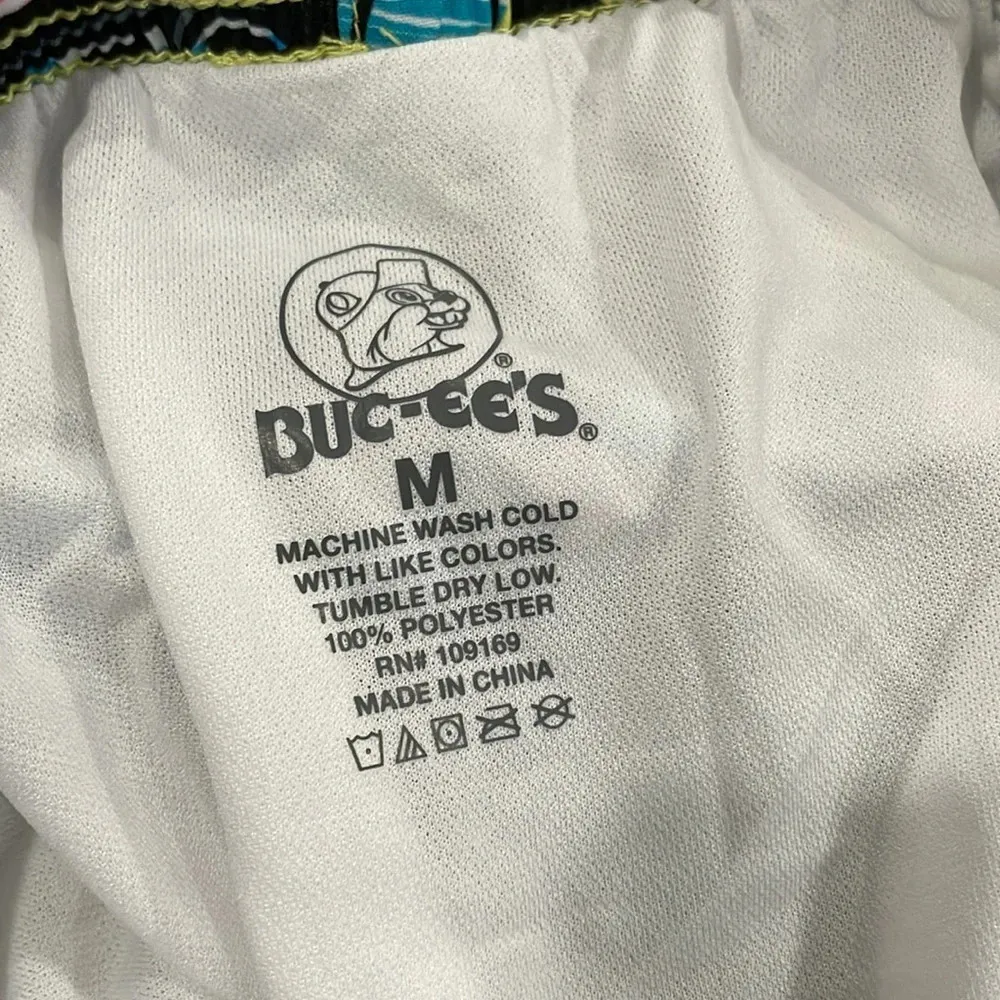 ®
BUC-EE'S®
M
MACHINE WASH COLD
WITH LIKE COLORS.
TUMBLE DRY LOW.
100% POLYESTER
RN# 109169
MADE IN CHINA